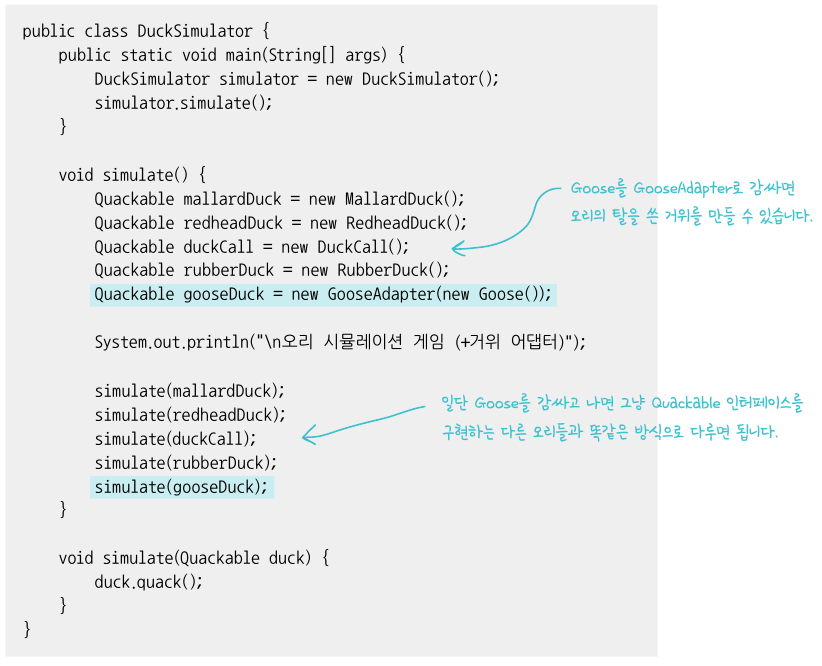 public class DuckSimulator {
public static void main(String[] args) {
DuckSimulator simulator = new DuckSimulator();
simulator.simulate();
}
void simulate() {
Quackable mallardDuck = new MallardDuck();
Quackable redheadDuck = new RedheadDuck();
Quackable duckCall = new DuckCall();
Quackable rubberDuck = new RubberDuck();
Quackable gooseDuck = new GooseAdapter(new Goose());
Goose를 GooseAdapter로 감싸면
오리의 탈을 쓴 거위를 만들 수 있습니다.
System.out.println("\n오리 시뮬레이션 게임 (+거위 어댑터)");
simulate(mallardDuck);
simulate(redheadDuck);
simulate(duckCall);
simulate(rubberDuck);
simulate(gooseDuck);
일단 Goose를 감싸고 나면 그냥 Quackable 인터페이스를
구현하는 다른 오리들과 똑같은 방식으로 다루면 됩니다.
}
void simulate(Quackable duck) {
duck.quack();
}
}